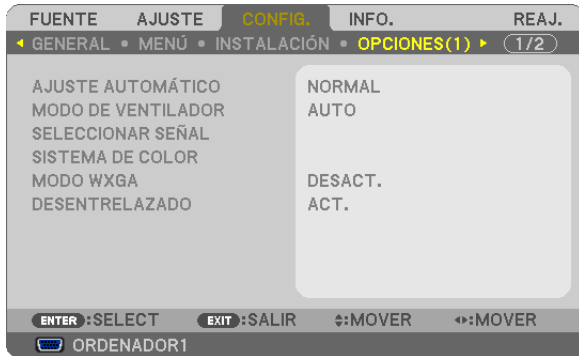 FUENTE AJUSTE CONFIG. INFO. REAJ.
GENERAL • MENÚ • INSTALACIÓN • OPCIONES(1) 1/2
AJUSTE AUTOMÁTICO NORMAL
MODO DE VENTILADOR AUTO
SELECCIONAR SEÑAL
SISTEMA DE COLOR
MODO WXGA DESACT.
DESENTRELAZADO ACT.
ENTER :SELECT EXIT :SALIR :MOVER :MOVER
ORDENADOR1